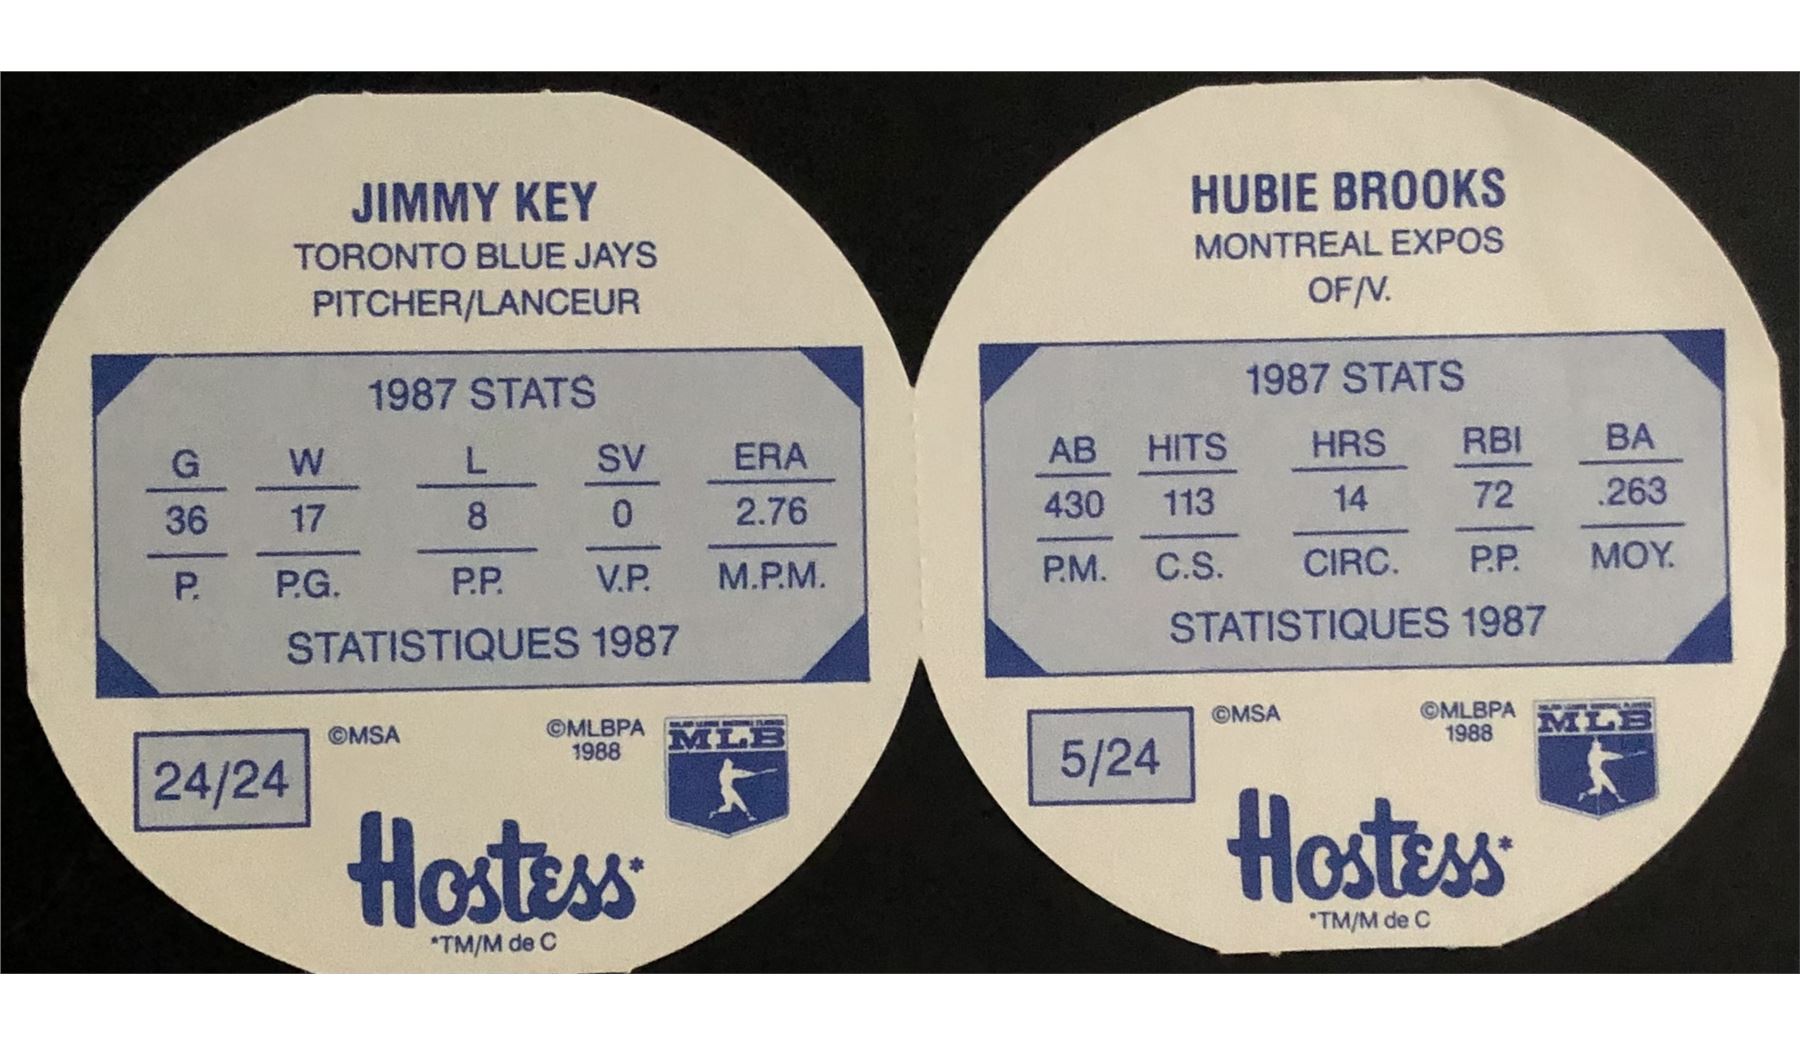 JIMMY KEY
TORONTO BLUE JAYS
PITCHER/LANCEUR
1987 STATS
G W L SV ERA
36 17 8 0 2.76
P. P.G. P.P. V.P. M.P.M.
STATISTIQUES 1987
24/24
©MSA
©MLBPA
1988
MLB
Hostess*
*TM/M de C
HUBIE BROOKS
MONTREAL EXPOS
OF/V.
1987 STATS
AB HITS HRS RBI BA
430 113 14 72 .263
P.M. C.S. CIRC. P.P. MOY.
STATISTIQUES 1987
5/24
©MSA
©MLBPA
1988
MLB
Hostess*
*TM/M de C